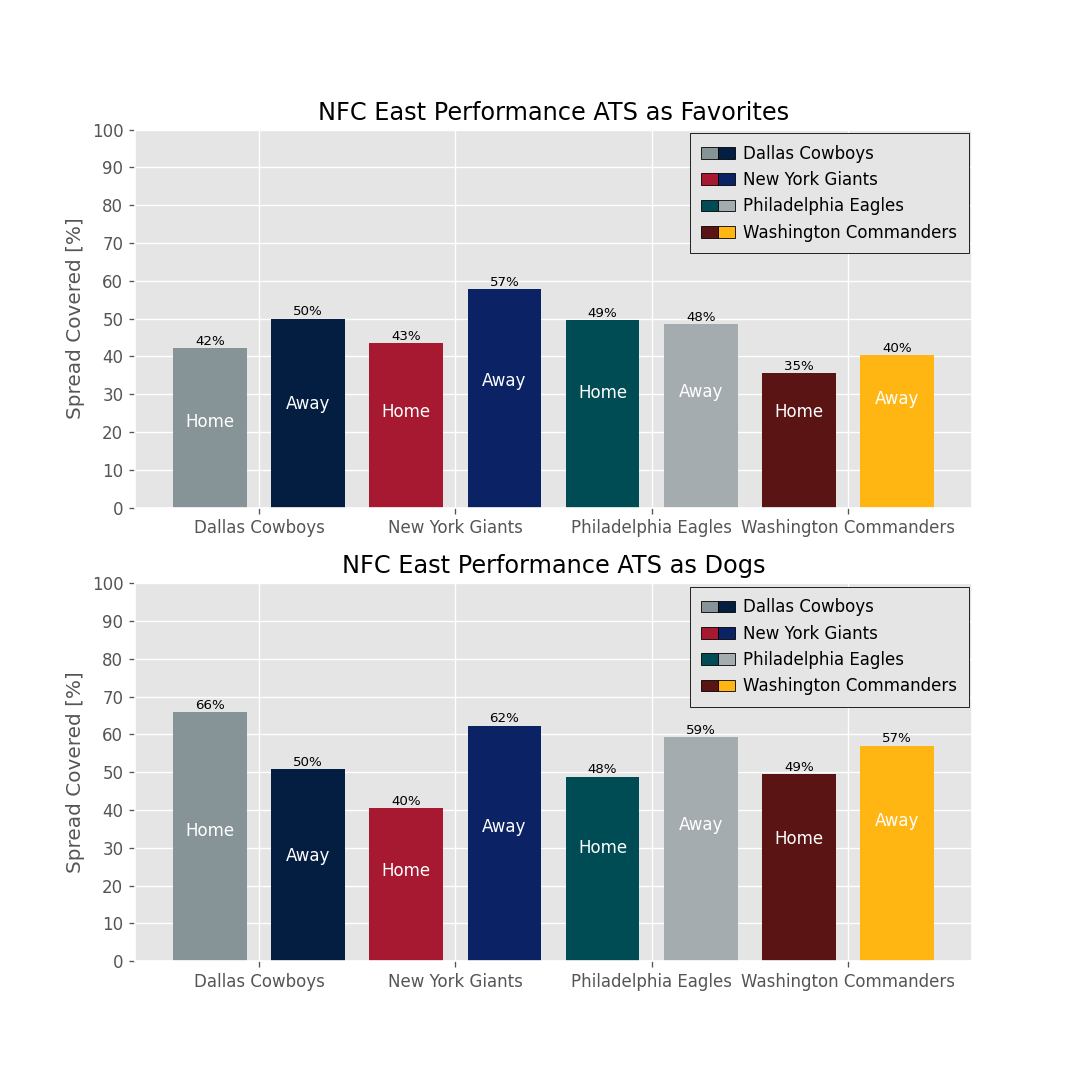 NFC East Performance ATS as Favorites
Spread Covered [%]
100
90
80
70
60
50
40
30
20
10
0
Dallas Cowboys
New York Giants
Philadelphia Eagles
Washington Commanders
42%
50%
43%
57%
49%
48%
35%
40%
Home
Away
Home
Away
Home
Away
Home
Away
Dallas Cowboys
New York Giants
Philadelphia Eagles
Washington Commanders
NFC East Performance ATS as Dogs
Spread Covered [%]
100
90
80
70
60
50
40
30
20
10
0
Dallas Cowboys
New York Giants
Philadelphia Eagles
Washington Commanders
66%
50%
40%
62%
48%
59%
49%
57%
Home
Away
Home
Away
Home
Away
Home
Away
Dallas Cowboys
New York Giants
Philadelphia Eagles
Washington Commanders